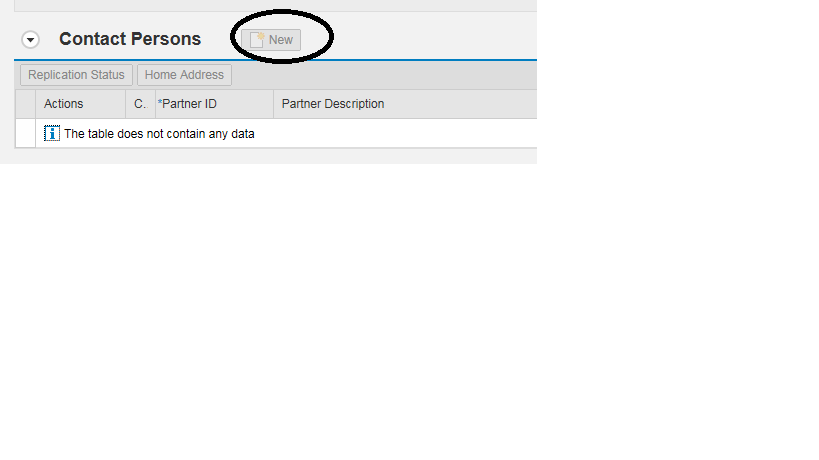 Contact Persons New
Replication Status Home Address
Actions C. *Partner ID Partner Description
The table does not contain any data